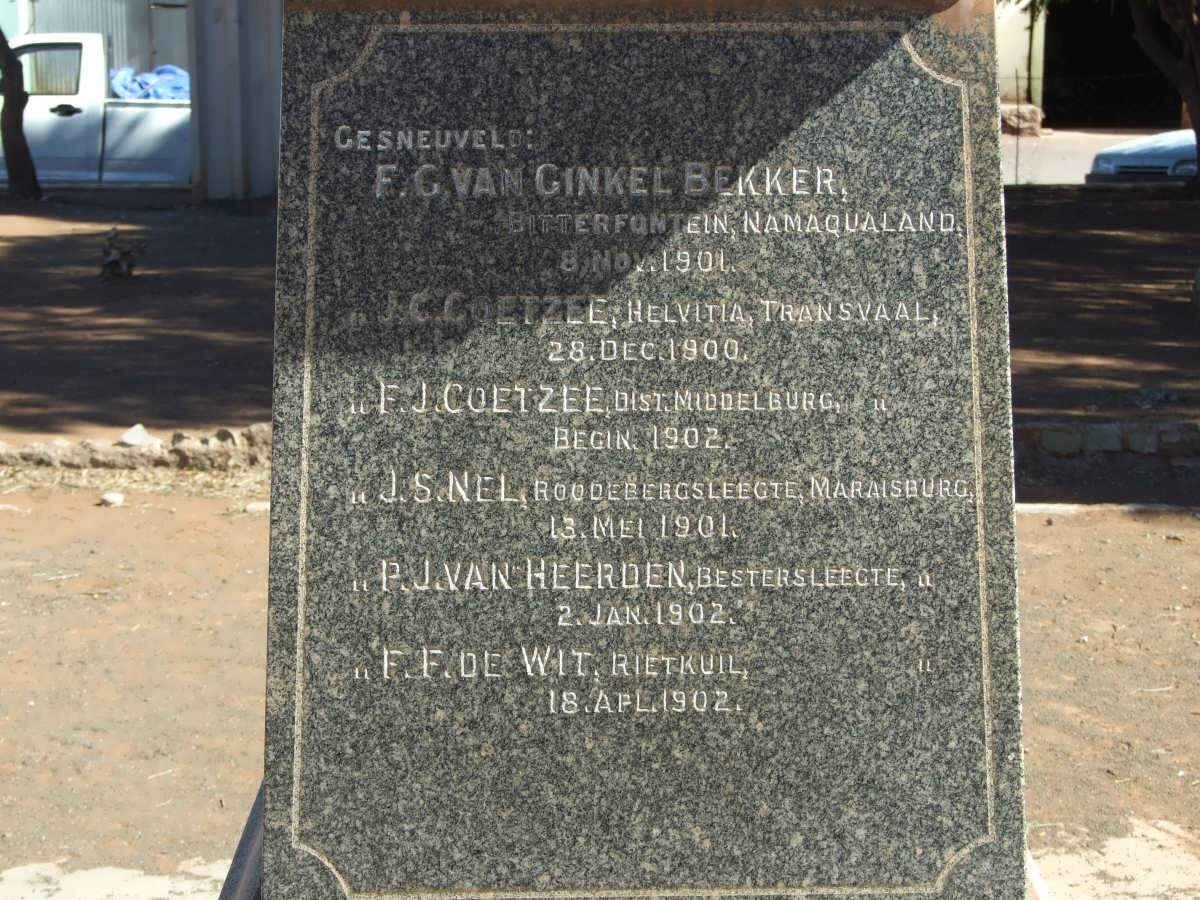 GESNEUVELD:
F.G. VAN GINKEL BEKKER,
BITTERFONTEIN, NAMAQUALAND.
8. NOV. 1901.
„ J.C. COETZEE, HELVITIA, TRANSVAAL,
28. DEC. 1900.
„ F.J. COETZEE, DIST. MIDDELBURG, „
BEGIN. 1902.
„ J.S. NEL, ROODEBERGSLEEGTE, MARAISBURG,
13. MEI 1901.
„ P.J. VAN HEERDEN, BESTERSLEEGTE, „
2. JAN. 1902.
„ F.F. DE WIT, RIETKUIL, „
18. APL. 1902.